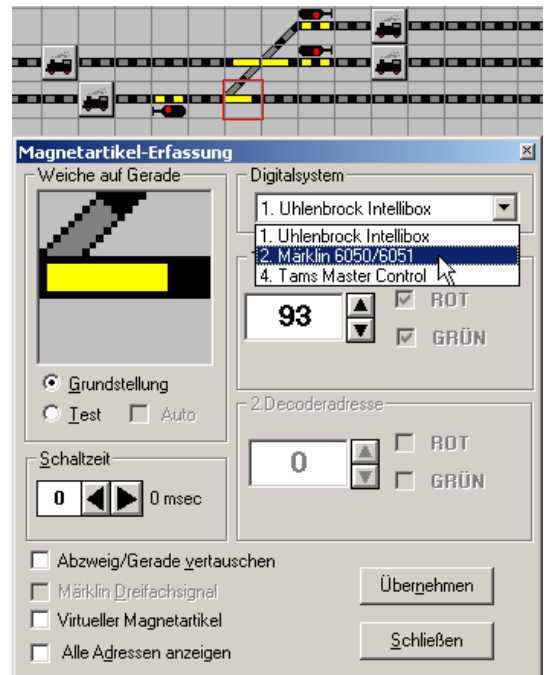 Magnetartikel-Erfassung
Weiche auf Gerade
Digitalsystem
1. Uhlenbrock Intellibox
1. Uhlenbrock Intellibox
2. Märklin 6050/6051
4. Tams Master Control
93
ROT
GRÜN
Grundstellung
Test
Auto
2.Decoderadresse
0
ROT
GRÜN
Schaltzeit
0
0 msec
Abzweig/Gerade vertauschen
Märklin Dreifachsignal
Virtueller Magnetartikel
Alle Adressen anzeigen
Übernehmen
Schließen